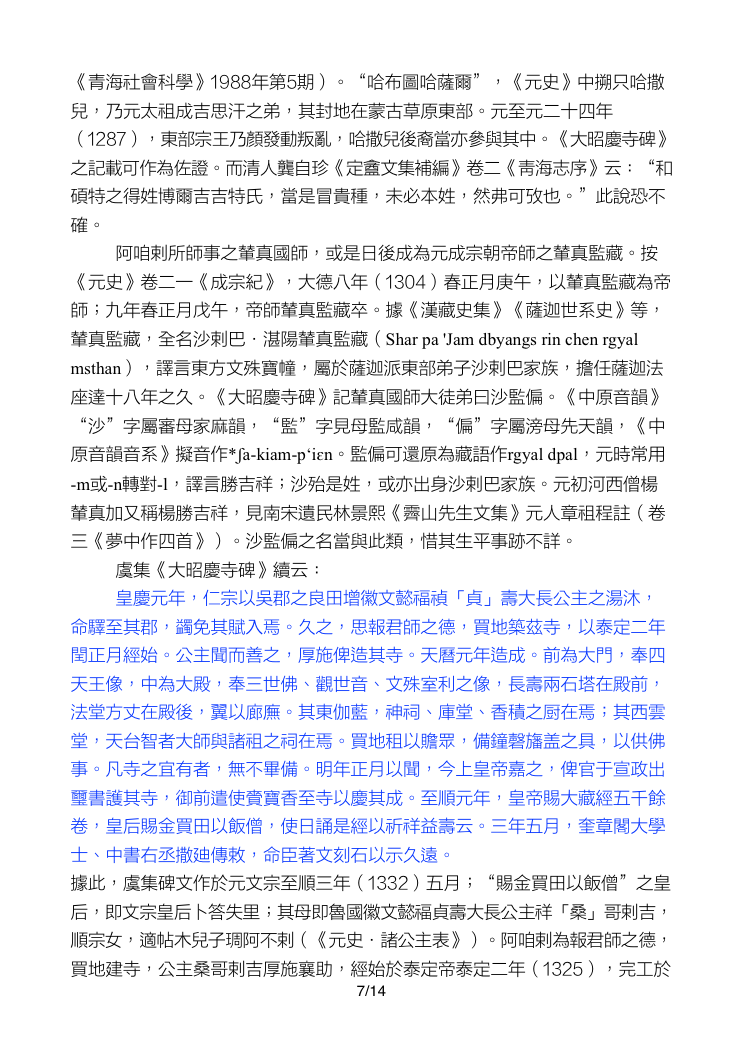 《青海社會科學》1988年第5期）。“哈布圖哈薩爾”，《元史》中搠只哈撒
兒，乃元太祖成吉思汗之弟，其封地在蒙古草原東部。元至元二十四年
（1287），東部宗王乃顏發動叛亂，哈撒兒後裔當亦參與其中。《大昭慶寺碑》
之記載可作為佐證。而清人龔自珍《定盦文集補編》卷二《青海志序》云：“和
碩特之得姓博爾吉吉特氏，當是冒貴種，未必本姓，然弗可攷也。”此說恐不
確。
阿咱剌所師事之輦真國師，或是日後成為元成宗朝帝師之輦真監藏。按
《元史》卷二一《成宗紀》，大德八年（1304）春正月庚午，以輦真監藏為帝
師；九年春正月戊午，帝師輦真監藏卒。據《漢藏史集》《薩迦世系史》等，
輦真監藏，全名沙剌巴．湛陽輦真監藏（Shar pa 'Jam dbyangs rin chen rgyal
msthan），譯言東方文殊寶幢，屬於薩迦派東部弟子沙剌巴家族，擔任薩迦法
座達十八年之久。《大昭慶寺碑》記輦真國師大徒弟曰沙監偏。《中原音韻》
“沙”字屬審母家麻韻，“監”字見母監咸韻，“偏”字屬滂母先天韻，《中
原音韻音系》擬音作*ʃa-kiam-p‘iɛn。監偏可還原為藏語作rgyal dpal，元時常用
-m或-n轉對-l，譯言勝吉祥；沙殆是姓，或亦出身沙剌巴家族。元初河西僧楊
輦真加又稱楊勝吉祥，見南宋遺民林景熙《霽山先生文集》元人章祖程註（卷
三《夢中作四首》）。沙監偏之名當與此類，惜其生平事跡不詳。
虞集《大昭慶寺碑》續云：
皇慶元年，仁宗以吳郡之良田增徽文懿福禎「貞」壽大長公主之湯沐，
命驛至其郡，蠲免其賦入焉。久之，思報君師之德，買地築茲寺，以泰定二年
閏正月經始。公主聞而善之，厚施俾造其寺。天曆元年造成。前為大門，奉四
天王像，中為大殿，奉三世佛、觀世音、文殊室利之像，長壽兩石塔在殿前，
法堂方丈在殿後，翼以廊廡。其東伽藍，神祠、庫堂、香積之厨在焉；其西雲
堂，天台智者大師與諸祖之祠在焉。買地租以贍眾，備鐘磬旛盖之具，以供佛
事。凡寺之宜有者，無不畢備。明年正月以聞，今上皇帝嘉之，俾官于宣政出
璽書護其寺，御前遣使賫寶香至寺以慶其成。至順元年，皇帝賜大藏經五千餘
卷，皇后賜金買田以飯僧，使日誦是經以祈祥益壽云。三年五月，奎章閣大學
士、中書右丞撒廸傳敕，命臣著文刻石以示久遠。
據此，虞集碑文作於元文宗至順三年（1332）五月；“賜金買田以飯僧”之皇
后，即文宗皇后卜答失里；其母即魯國徽文懿福貞壽大長公主祥「桑」哥剌吉，
順宗女，適帖木兒子琱阿不剌（《元史．諸公主表》）。阿咱剌為報君師之德，
買地建寺，公主桑哥剌吉厚施襄助，經始於泰定帝泰定二年（1325），完工於
7/14